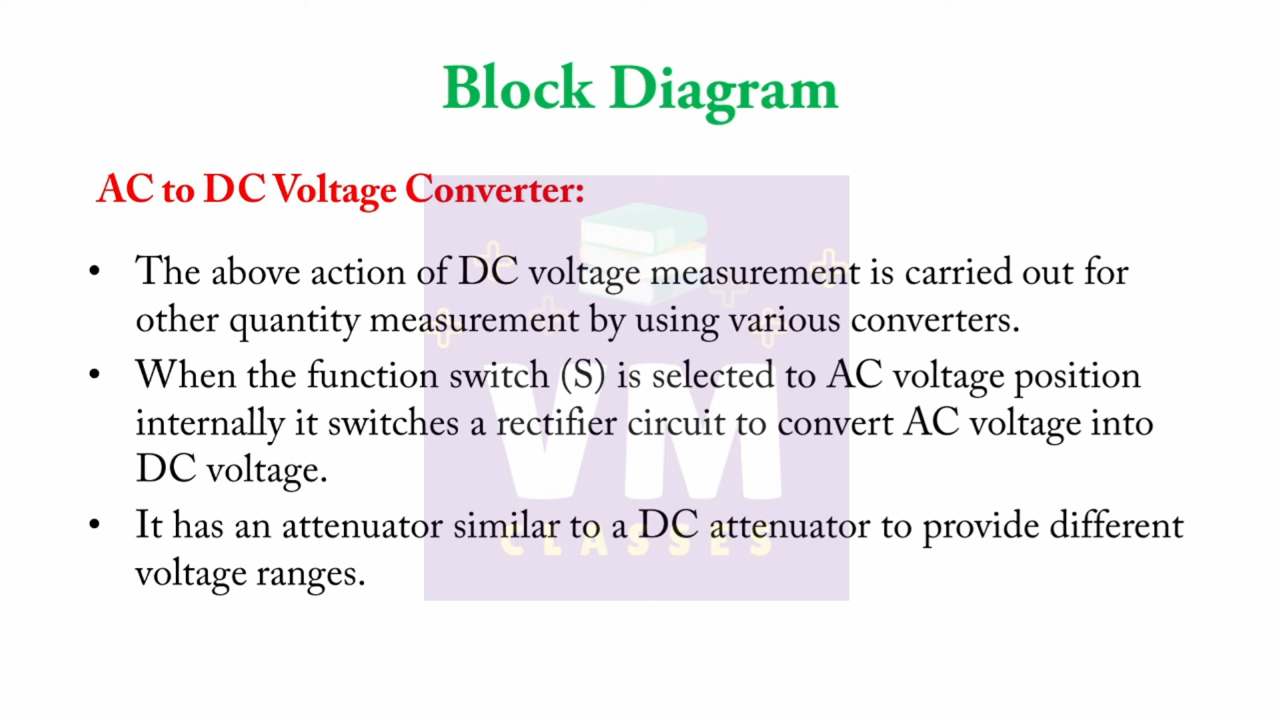 Block Diagram
AC to DC Voltage Converter:
• The above action of DC voltage measurement is carried out for
other quantity measurement by using various converters.
• When the function switch (S) is selected to AC voltage position
internally it switches a rectifier circuit to convert AC voltage into
DC voltage.
• It has an attenuator similar to a DC attenuator to provide different
voltage ranges.
VM
CLASSES